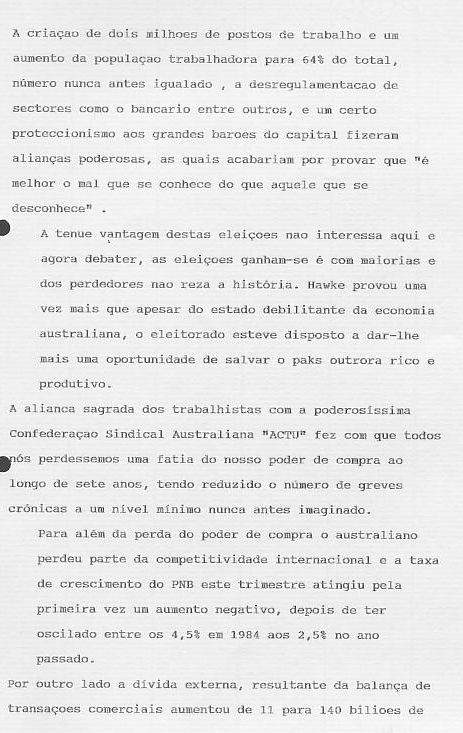 A criaçao de dois milhoes de postos de trabalho e um
aumento da populaçao trabalhadora para 64% do total,
número nunca antes igualado , a desregulamentacao de
sectores como o bancario entre outros, e um certo
proteccionismo aos grandes baroes do capital fizeram
alianças poderosas, as quais acabariam por provar que "é
melhor o mal que se conhece do que aquele que se
desconhece" .
A tenue vantagem destas eleiçoes nao interessa aqui e
agora debater, as eleiçoes ganham-se é com maiorias e
dos perdedores nao reza a história. Hawke provou uma
vez mais que apesar do estado debilitante da economia
australiana, o eleitorado esteve disposto a dar-lhe
mais uma oportunidade de salvar o paks outrora rico e
produtivo.
A alianca sagrada dos trabalhistas com a poderosíssima
Confederaçao Sindical Australiana "ACTU" fez com que todos
nós perdessemos uma fatia do nosso poder de compra ao
longo de sete anos, tendo reduzido o número de greves
crónicas a um nível mínimo nunca antes imaginado.
Para além da perda do poder de compra o australiano
perdeu parte da competitividade internacional e a taxa
de crescimento do PNB este trimestre atingiu pela
primeira vez um aumento negativo, depois de ter
oscilado entre os 4,5% em 1984 aos 2,5% no ano
passado.
Por outro lado a dívida externa, resultante da balança de
transaçoes comerciais aumentou de 11 para 140 bilioes de